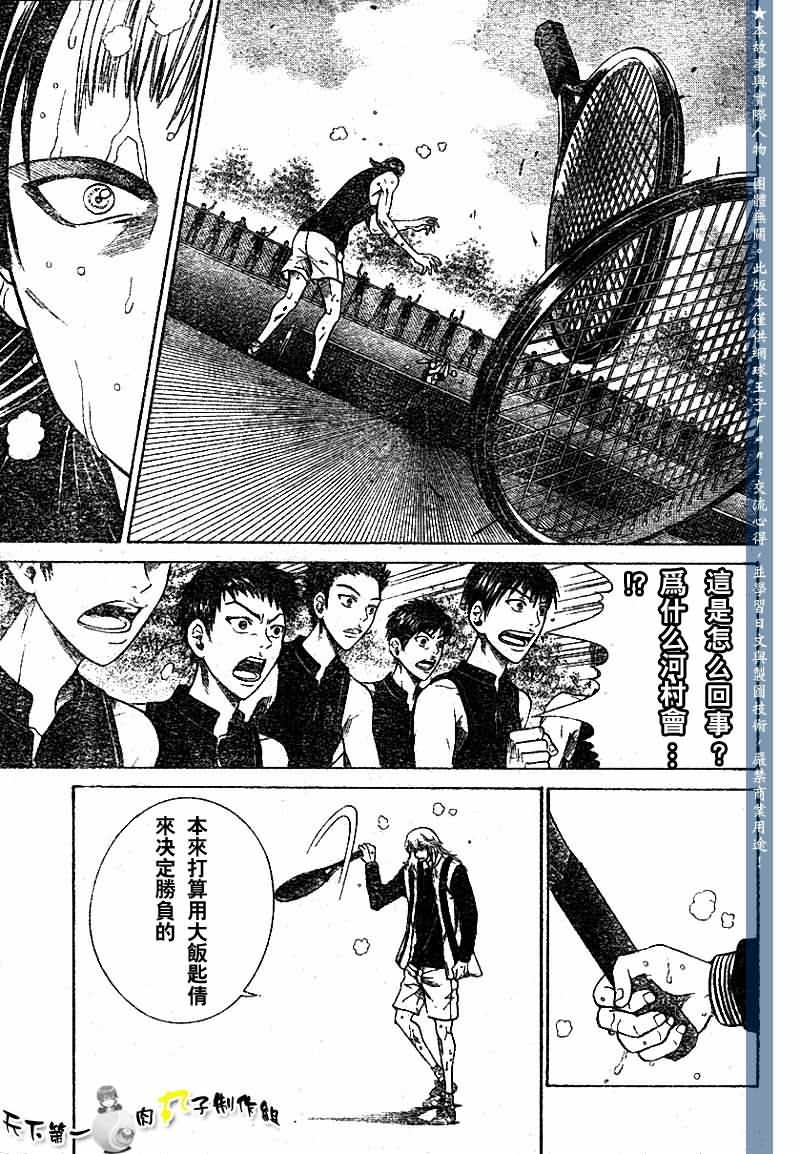 ★本故事與實際人物、團體無關。此版本僅供網球王子Fans交流心得，並學習日文與製圖技術，嚴禁商業用途！
這是怎么回事？
爲什么河村會…
!?
本來打算用大飯匙倩
來决定勝負的
天下第一肉丸子制作組